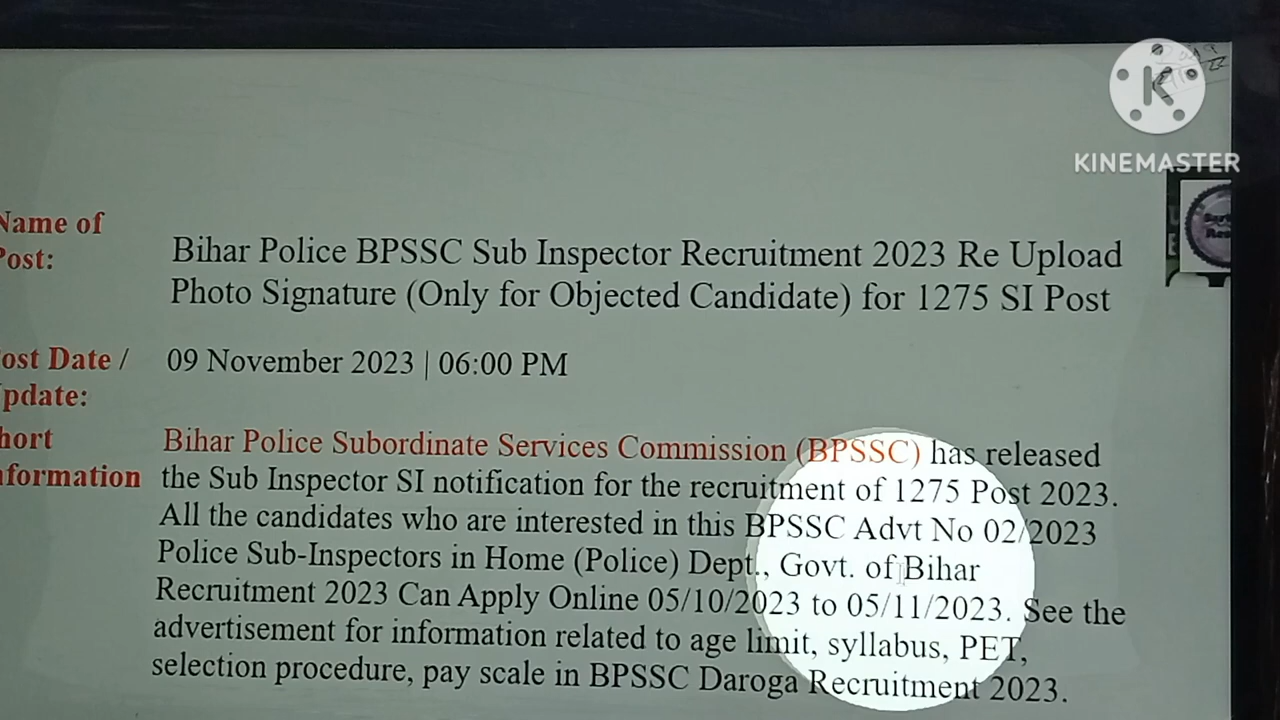 KINEMASTER
Name of
Post:
Bihar Police BPSSC Sub Inspector Recruitment 2023 Re Upload
Photo Signature (Only for Objected Candidate) for 1275 SI Post
ost Date /
pdate:
09 November 2023 | 06:00 PM
hort
nformation
Bihar Police Subordinate Services Commission (BPSSC) has released
the Sub Inspector SI notification for the recruitment of 1275 Post 2023.
All the candidates who are interested in this BPSSC Advt No 02/2023
Police Sub-Inspectors in Home (Police) Dept., Govt. of Bihar
Recruitment 2023 Can Apply Online 05/10/2023 to 05/11/2023. See the
advertisement for information related to age limit, syllabus, PET,
selection procedure, pay scale in BPSSC Daroga Recruitment 2023.